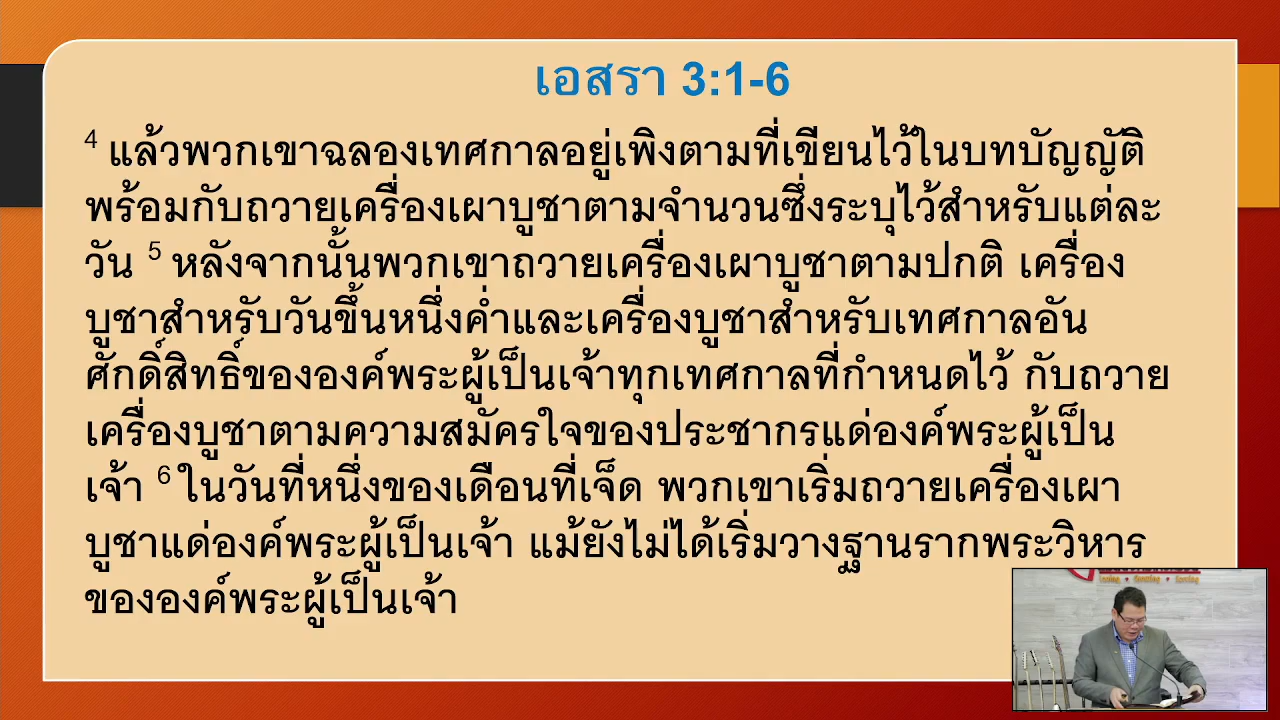 เอสรา 3:1-6
4 แล้วพวกเขาฉลองเทศกาลอยู่เพิงตามที่เขียนไว้ในบทบัญญัติ
พร้อมกับถวายเครื่องเผาบูชาตามจำนวนซึ่งระบุไว้สำหรับแต่ละ
วัน 5 หลังจากนั้นพวกเขาถวายเครื่องเผาบูชาตามปกติ เครื่อง
บูชาสำหรับวันขึ้นหนึ่งค่ำและเครื่องบูชาสำหรับเทศกาลอัน
ศักดิ์สิทธิ์ขององค์พระผู้เป็นเจ้าทุกเทศกาลที่กำหนดไว้ กับถวาย
เครื่องบูชาตามความสมัครใจของประชากรแด่องค์พระผู้เป็น
เจ้า 6 ในวันที่หนึ่งของเดือนที่เจ็ด พวกเขาเริ่มถวายเครื่องเผา
บูชาแด่องค์พระผู้เป็นเจ้า แม้ยังไม่ได้เริ่มวางฐานรากพระวิหาร
ขององค์พระผู้เป็นเจ้า